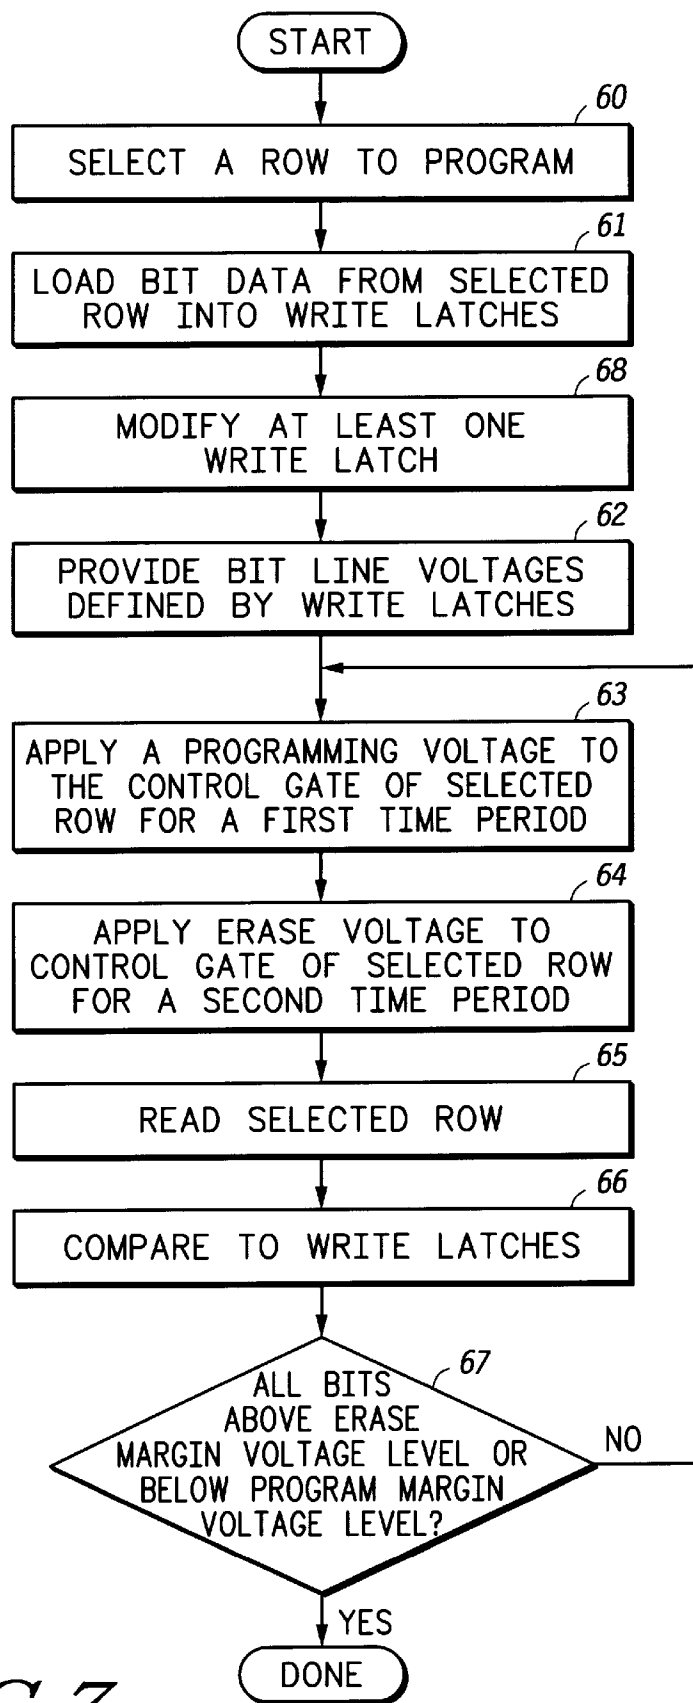 START
60
SELECT A ROW TO PROGRAM
61
LOAD BIT DATA FROM SELECTED
ROW INTO WRITE LATCHES
68
MODIFY AT LEAST ONE
WRITE LATCH
62
PROVIDE BIT LINE VOLTAGES
DEFINED BY WRITE LATCHES
63
APPLY A PROGRAMMING VOLTAGE TO
THE CONTROL GATE OF SELECTED
ROW FOR A FIRST TIME PERIOD
64
APPLY ERASE VOLTAGE TO
CONTROL GATE OF SELECTED ROW
FOR A SECOND TIME PERIOD
65
READ SELECTED ROW
66
COMPARE TO WRITE LATCHES
67
ALL BITS
ABOVE ERASE
MARGIN VOLTAGE LEVEL OR
BELOW PROGRAM MARGIN
VOLTAGE LEVEL?
NO
YES
DONE